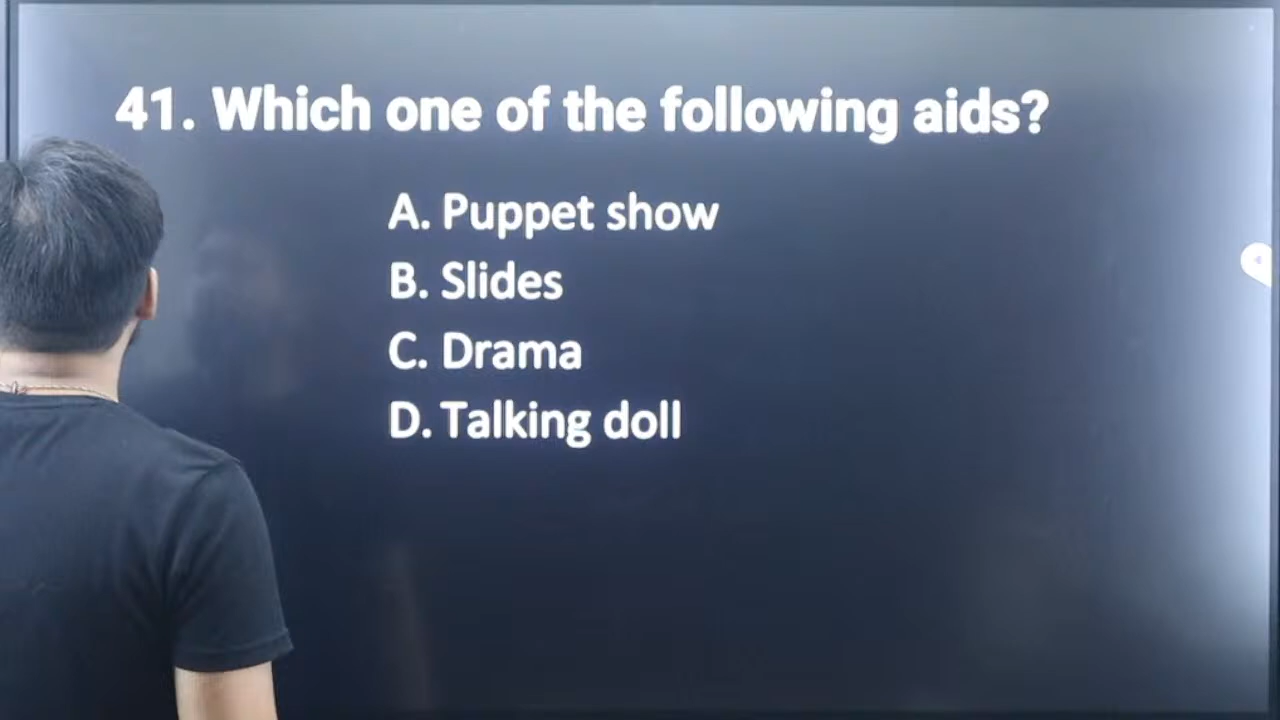 41. Which one of the following aids?
A. Puppet show
B. Slides
C. Drama
D. Talking doll